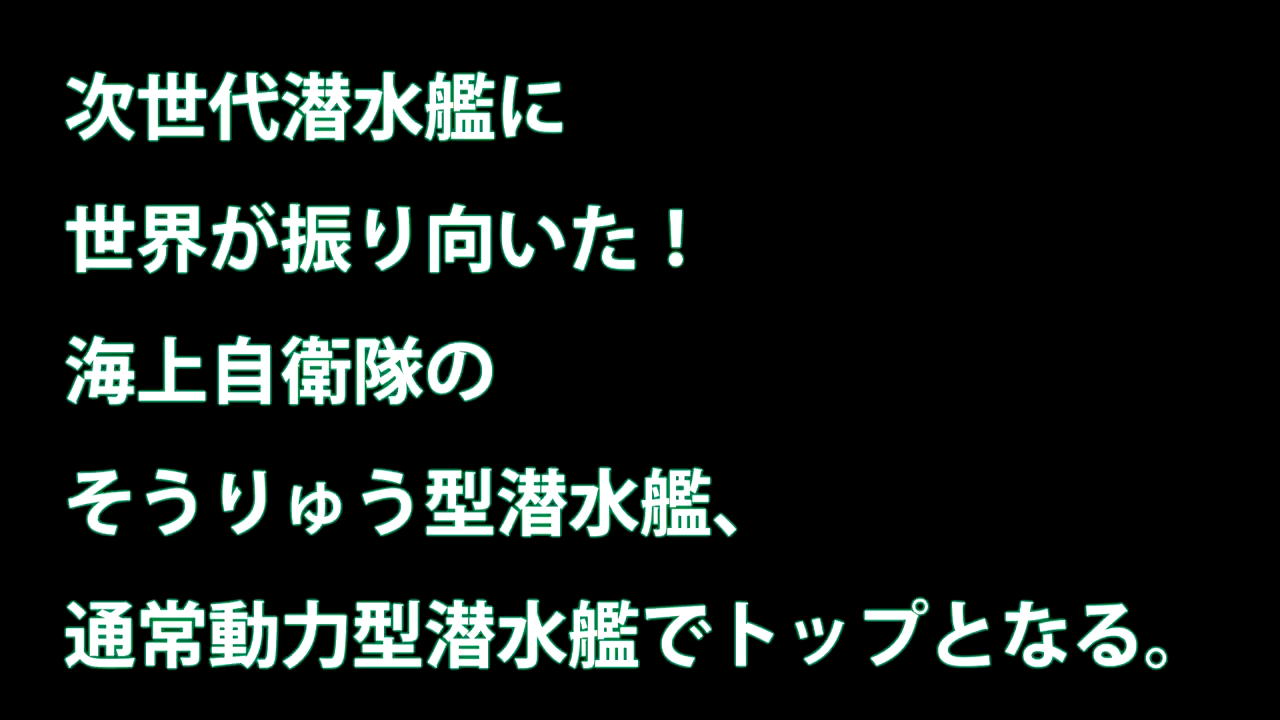 次世代潜水艦に
世界が振り向いた！
海上自衛隊の
そうりゅう型潜水艦、
通常動力型潜水艦でトップとなる。